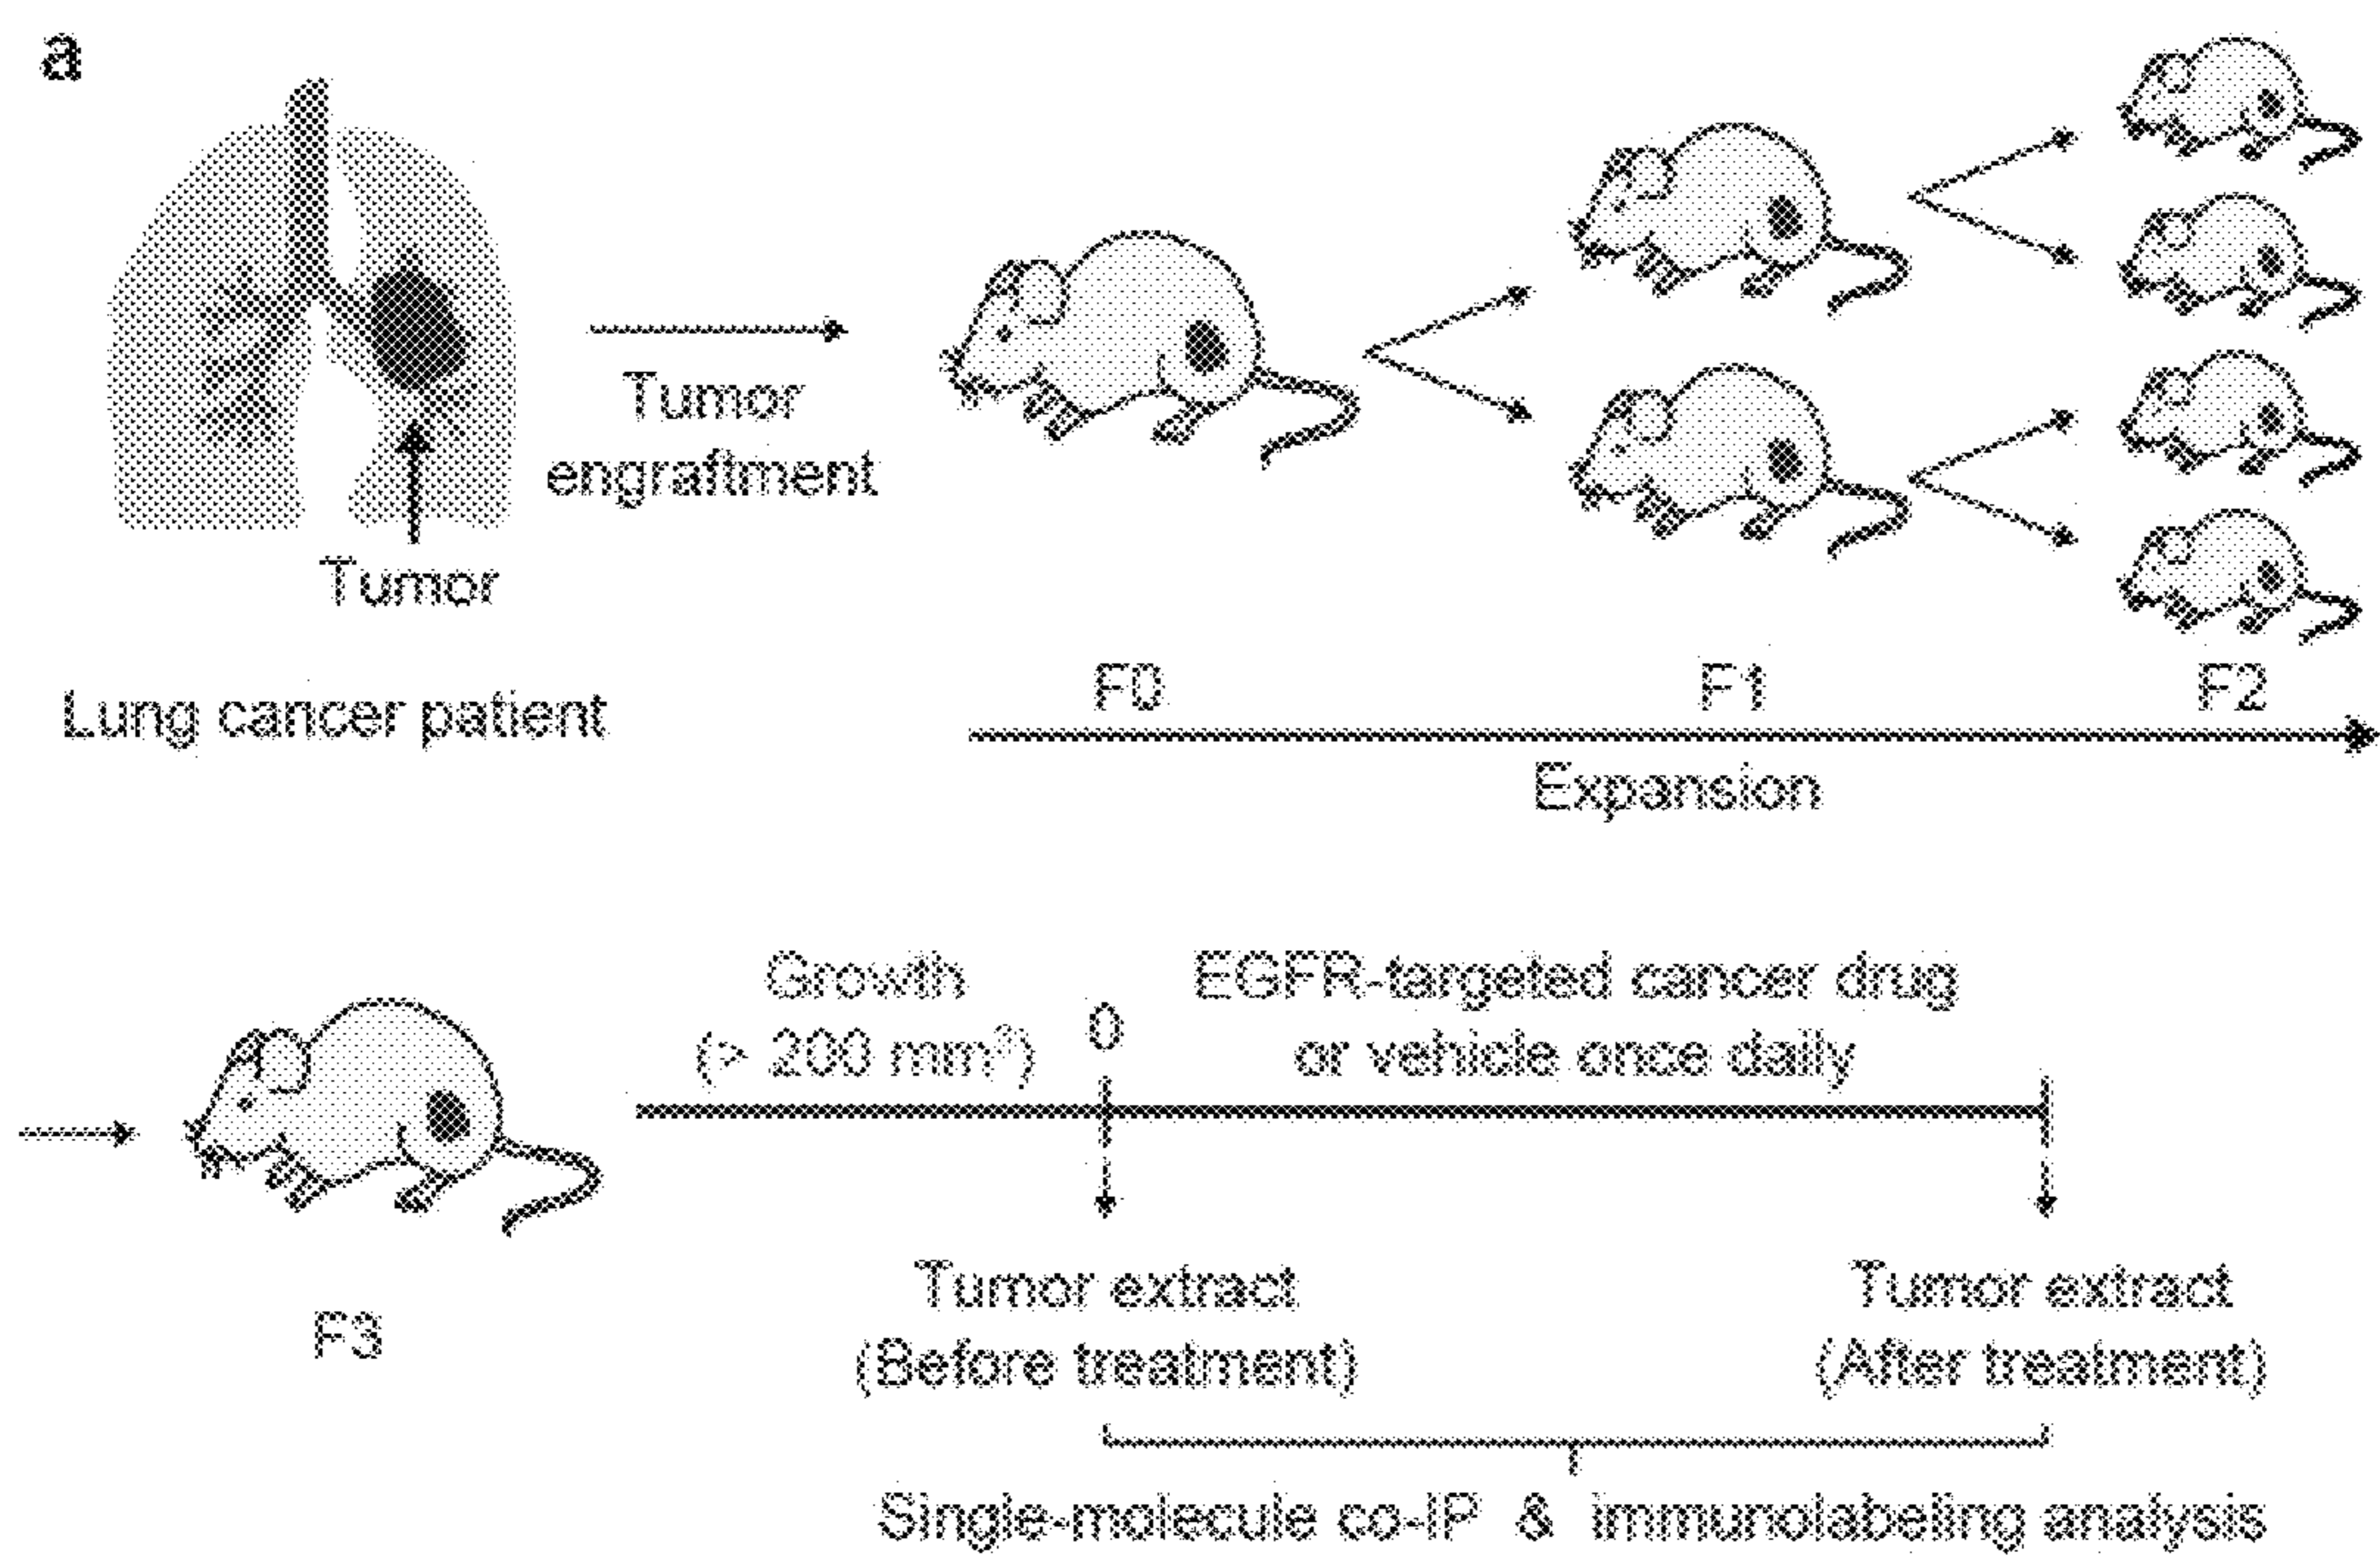 a
Tumor
engraftment
Tumor
Lung cancer patient
F0
F1
F2
Expansion
Growth
(> 200 mm³)
0
EGFR-targeted cancer drug
or vehicle once daily
F3
Tumor extract
(Before treatment)
Tumor extract
(After treatment)
Single-molecule co-IP & immunolabeling analysis